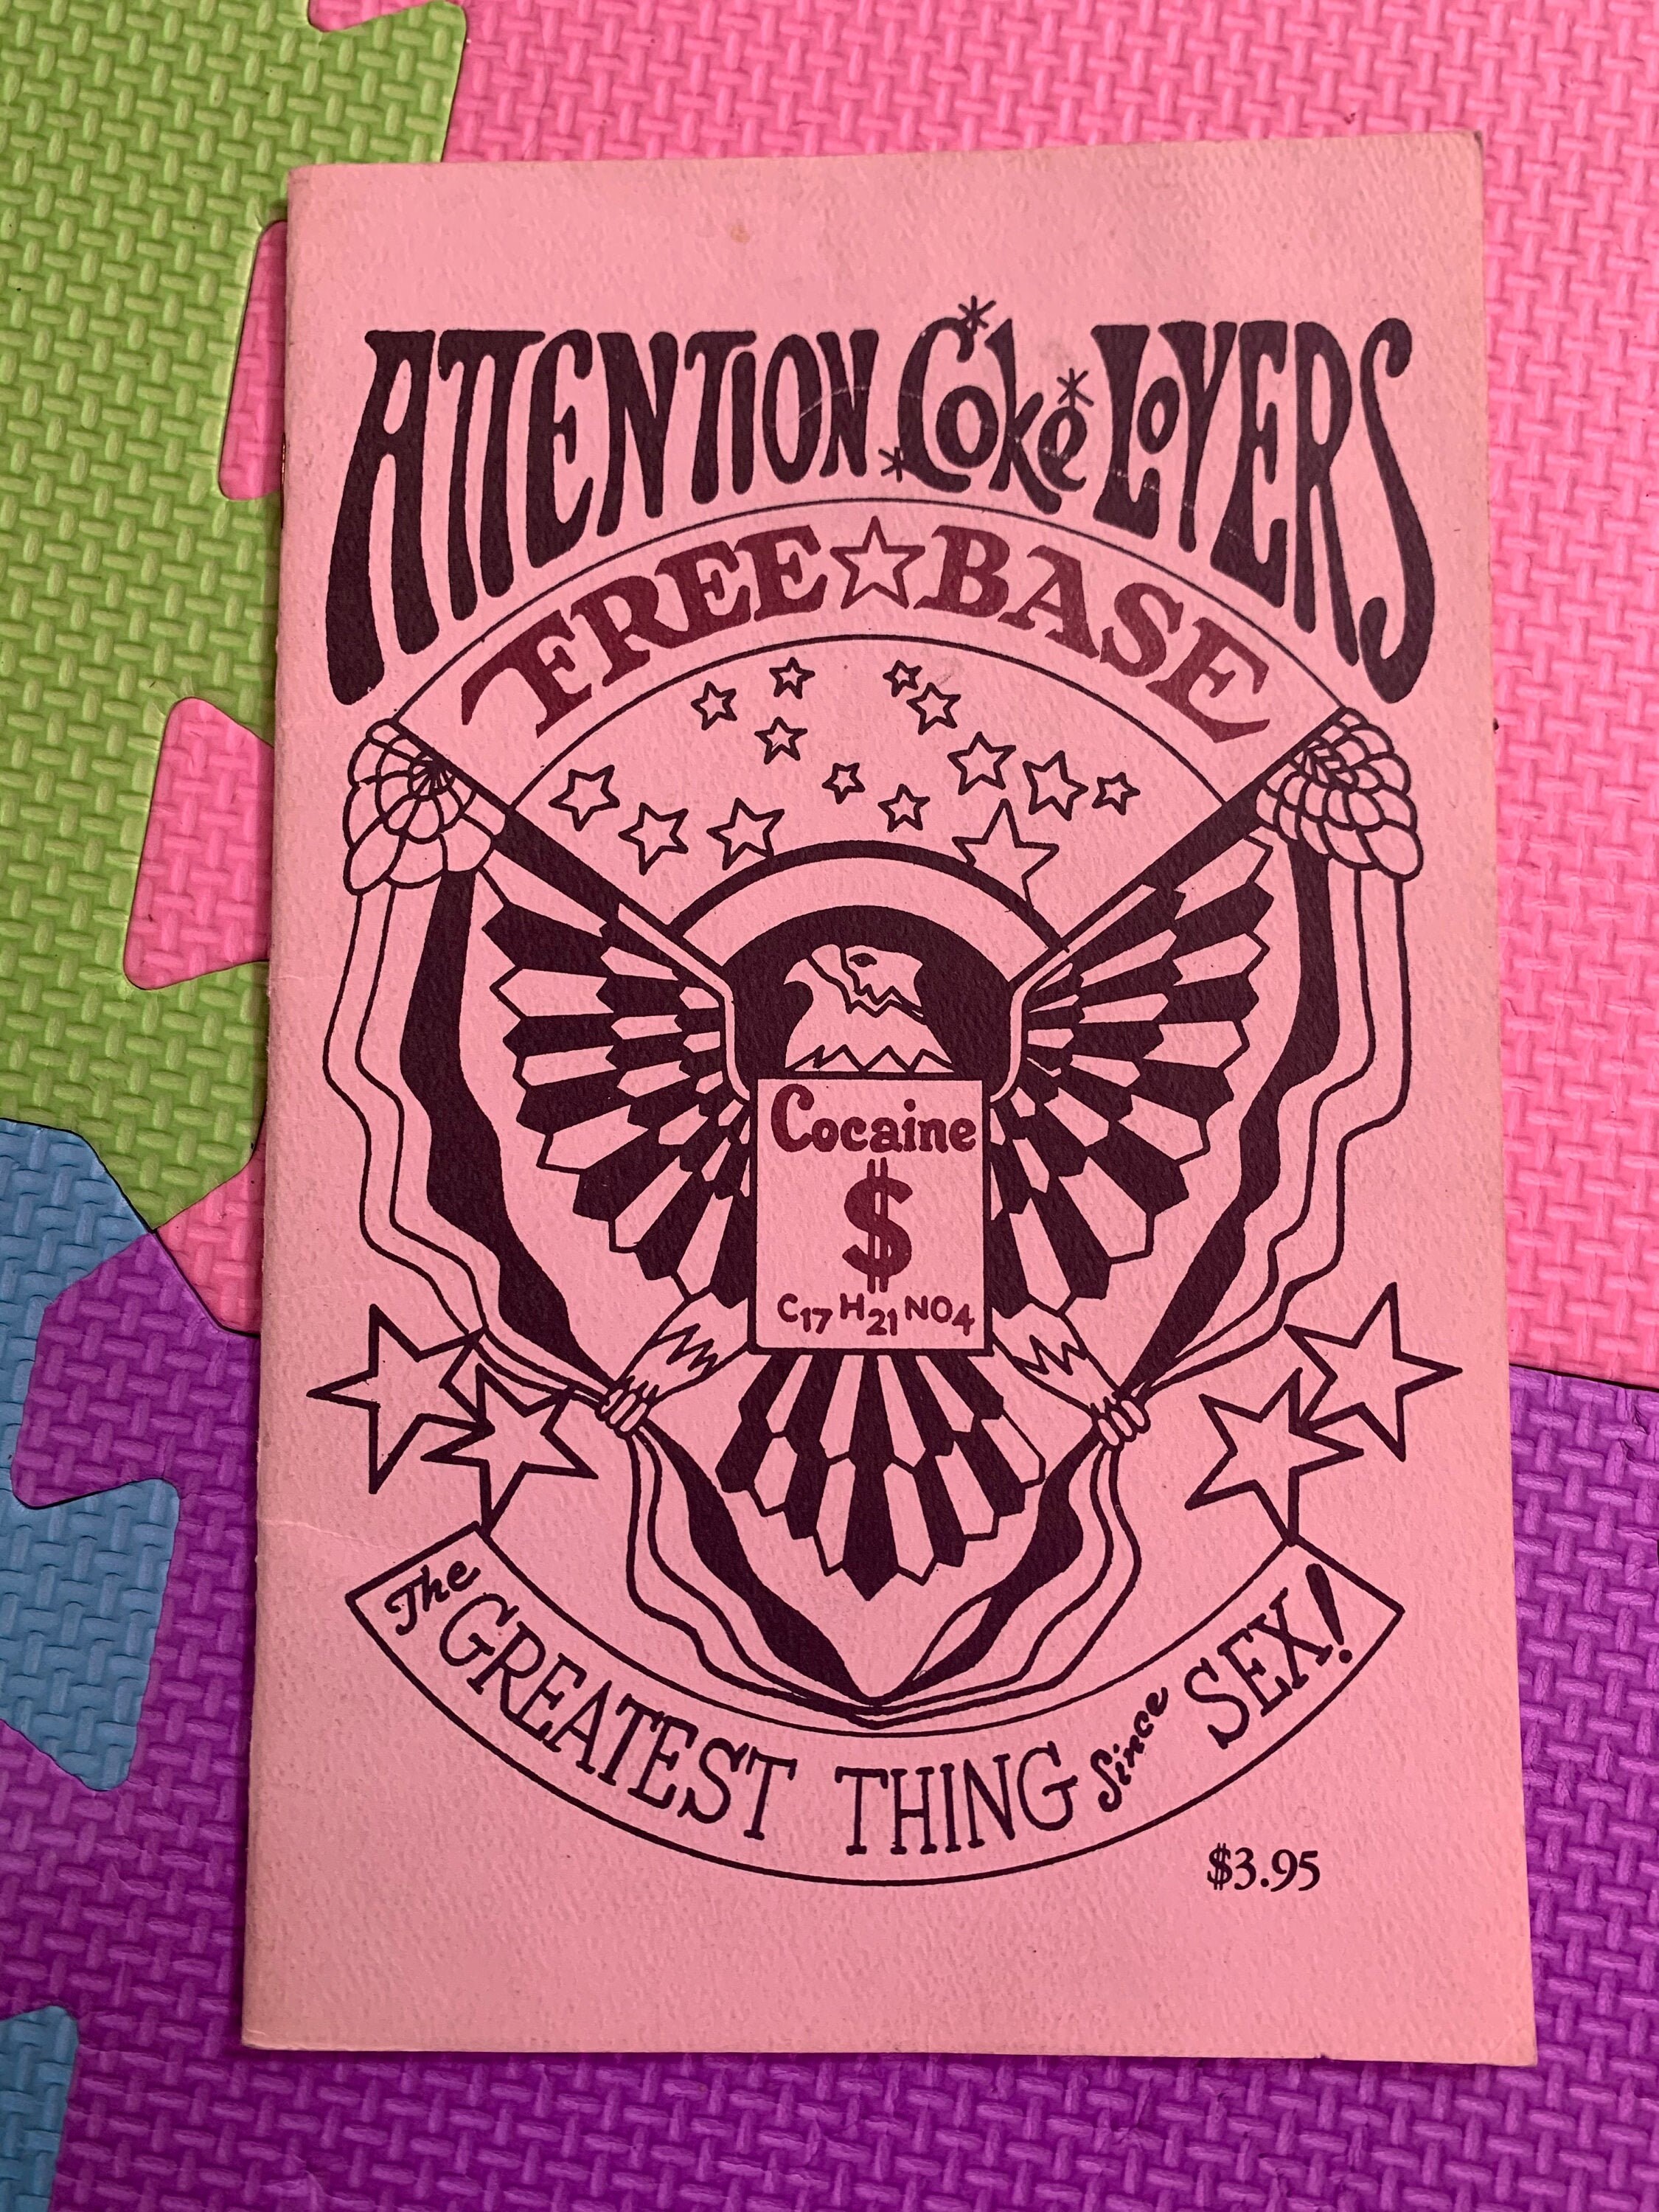 ATTENTION Coke LOVERS
FREE BASE
Cocaine
$
C17 H21 NO4
The GREATEST THING Since SEX!
$3.95